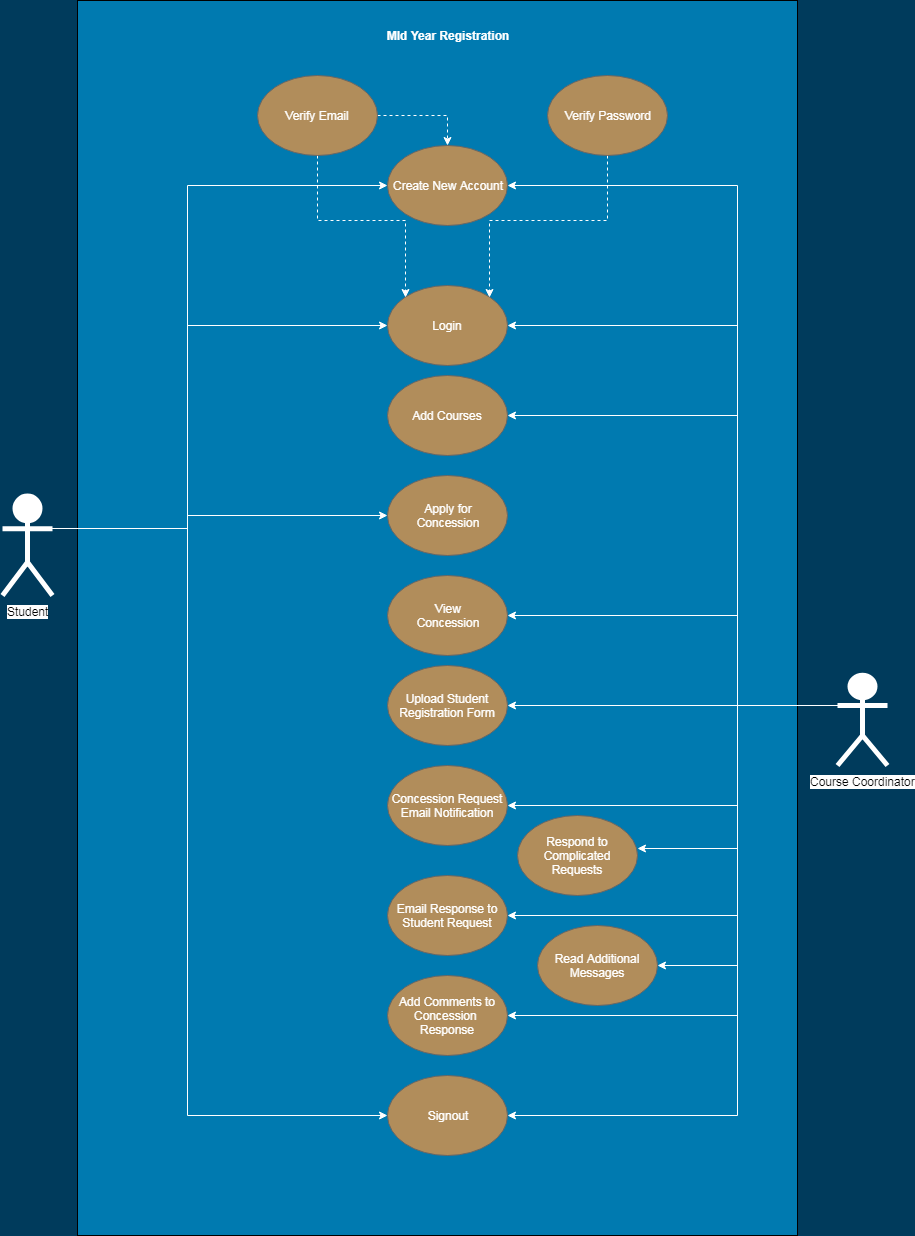 MId Year Registration
Verify Email
Verify Password
Create New Account
Login
Add Courses
Apply for
Concession
Student
View
Concession
Upload Student
Registration Form
Course Coordinator
Concession Request
Email Notification
Respond to
Complicated
Requests
Email Response to
Student Request
Read Additional
Messages
Add Comments to
Concession
Response
Signout